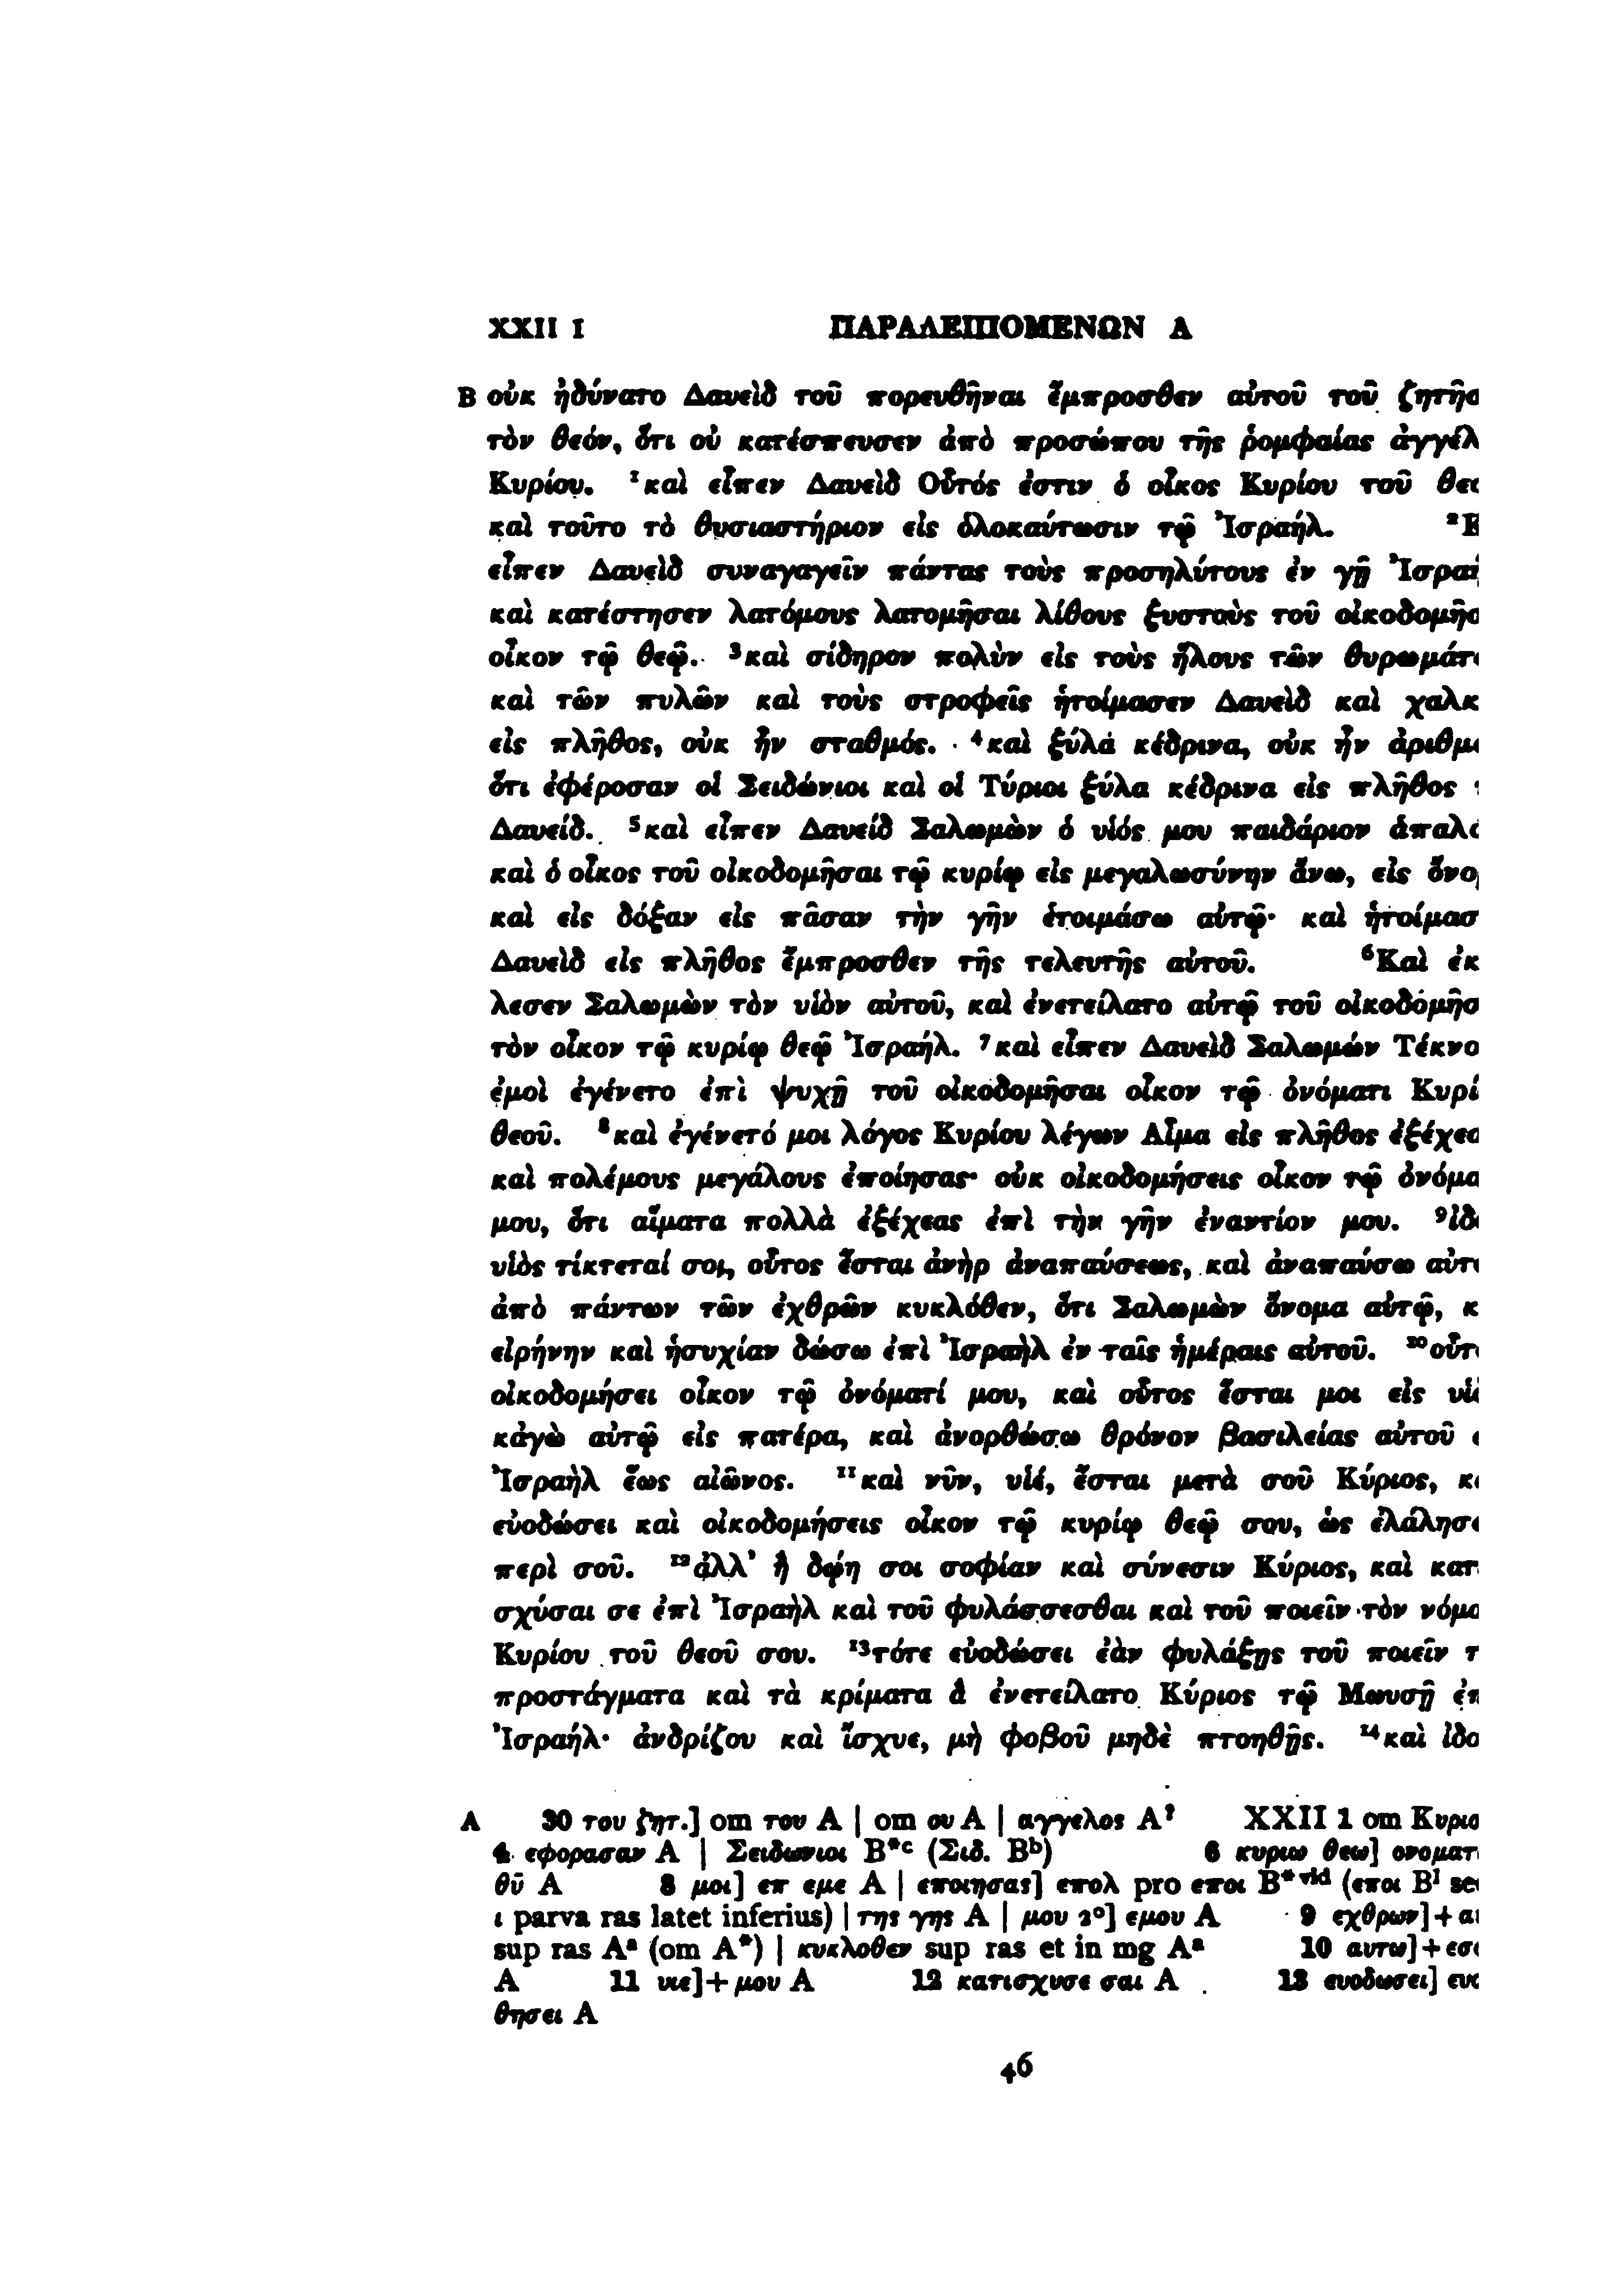 XXII 1 ΠΑΡΑΛΕΙΠΟΜΕΝΩΝ Α
B οὐκ ἠδύνατο Δαυεὶδ τοῦ πορευθῆναι ἔμπροσθεν αὐτοῦ τοῦ ζητῆσ
τὸν θεόν, ὅτι οὐ κατέσπευσεν ἀπὸ προσώπου τῆς ῥομφαίας ἀγγέλ
Κυρίου. ¹καὶ εἶπεν Δαυεὶδ Οὗτός ἐστιν ὁ οἶκος Κυρίου τοῦ θε
καὶ τοῦτο τὸ θυσιαστήριον εἰς ὁλοκαύτωσιν τῷ Ἰσραήλ. ²Κ
εἶπεν Δαυεὶδ συναγαγεῖν πάντας τοὺς προσηλύτους ἐν γῇ Ἰσραή
καὶ κατέστησεν λατόμους λατομῆσαι λίθους ξυστοὺς τοῦ οἰκοδομῆσ
οἶκον τῷ θεῷ. ³καὶ σίδηρον πολὺν εἰς τοὺς ἥλους τῶν θυρωμάτ
καὶ τῶν πυλῶν καὶ τοὺς στροφεῖς ἡτοίμασεν Δαυεὶδ καὶ χαλκ
εἰς πλῆθος, οὐκ ἦν σταθμός. ⁴καὶ ξύλα κέδρινα, οὐκ ἦν ἀριθμ
ὅτι ἐφέροσαν οἱ Σειδώνιοι καὶ οἱ Τύριοι ξύλα κέδρινα εἰς πλῆθος
Δαυείδ. ⁵καὶ εἶπεν Δαυείδ Σαλωμὼν ὁ υἱός μου παιδάριον ἁπαλ
καὶ ὁ οἶκος τοῦ οἰκοδομῆσαι τῷ κυρίῳ εἰς μεγαλωσύνην ἄνω, εἰς ὄνο
καὶ εἰς δόξαν εἰς πᾶσαν τὴν γῆν ἑτοιμάσω αὐτῷ· καὶ ἡτοίμασ
Δαυεὶδ εἰς πλῆθος ἔμπροσθεν τῆς τελευτῆς αὐτοῦ. ⁶Καὶ ἐκ
λεσεν Σαλωμὼν τὸν υἱὸν αὐτοῦ, καὶ ἐνετείλατο αὐτῷ τοῦ οἰκοδομῆσ
τὸν οἶκον τῷ κυρίῳ θεῷ Ἰσραήλ. ⁷καὶ εἶπεν Δαυεὶδ Σαλωμών Τέκνο
ἐμοὶ ἐγένετο ἐπὶ ψυχῇ τοῦ οἰκοδομῆσαι οἶκον τῷ ὀνόματι Κυρί
θεοῦ. ⁸καὶ ἐγένετό μοι λόγος Κυρίου λέγων Αἷμα εἰς πλῆθος ἐξέχεα
καὶ πολέμους μεγάλους ἐποίησας· οὐκ οἰκοδομήσεις οἶκον τῷ ὀνόμα
μου, ὅτι αἵματα πολλὰ ἐξέχεας ἐπὶ τὴν γῆν ἐναντίον μου. ⁹ἰδ
υἱὸς τίκτεταί σοι, οὗτος ἔσται ἀνὴρ ἀναπαύσεως, καὶ ἀναπαύσω αὐτ
ἀπὸ πάντων τῶν ἐχθρῶν κυκλόθεν, ὅτι Σαλωμὼν ὄνομα αὐτῷ, κ
εἰρήνην καὶ ἡσυχίαν δώσω ἐπὶ Ἰσραὴλ ἐν ταῖς ἡμέραις αὐτοῦ. ¹⁰οὗτ
οἰκοδομήσει οἶκον τῷ ὀνόματί μου, καὶ οὗτος ἔσται μοι εἰς υἱ
κἀγὼ αὐτῷ εἰς πατέρα, καὶ ἀνορθώσω θρόνον βασιλείας αὐτοῦ
Ἰσραὴλ ἕως αἰῶνος. ¹¹καὶ νῦν, υἱέ, ἔσται μετὰ σοῦ Κύριος, κ
εὐοδώσει καὶ οἰκοδομήσεις οἶκον τῷ κυρίῳ θεῷ σου, ὡς ἐλάλησ
περὶ σοῦ. ¹²ἀλλ' ἢ δῴη σοι σοφίαν καὶ σύνεσιν Κύριος, καὶ κατ
σχύσαι σε ἐπὶ Ἰσραὴλ καὶ τοῦ φυλάσσεσθαι καὶ τοῦ ποιεῖν τὸν νόμο
Κυρίου τοῦ θεοῦ σου. ¹³τότε εὐοδώσει ἐὰν φυλάξῃς τοῦ ποιεῖν τ
προστάγματα καὶ τὰ κρίματα ἃ ἐνετείλατο Κύριος τῷ Μωυσῇ ἐπ
Ἰσραήλ· ἀνδρίζου καὶ ἴσχυε, μὴ φοβοῦ μηδὲ πτοηθῇς. ¹⁴καὶ ἰδο
A 30 του ζητ.] om του A | om ου A | αγγελος A? XXII 1 om Κυριο
4 εφορασαν A | Σειδωνιοι B*c (Σιδ. Bb) 6 κυριω θεω] ονοματ
θῡ A 8 μοι] επ εμε A | εποιησας] επολ pro εποι B*vid (εποι B1 se
ι parva ras latet inferius) | της γης A | μου 2°] εμου A 9 εχθρων]+α
sup ras Aa (om A*) | κυκλοθεν sup ras et in mg Aa 10 αυτω]+εσ
A 11 υιε]+μου A 12 κατισχυσε σαι A 13 ευοδωσει] ευ
θησει A
46